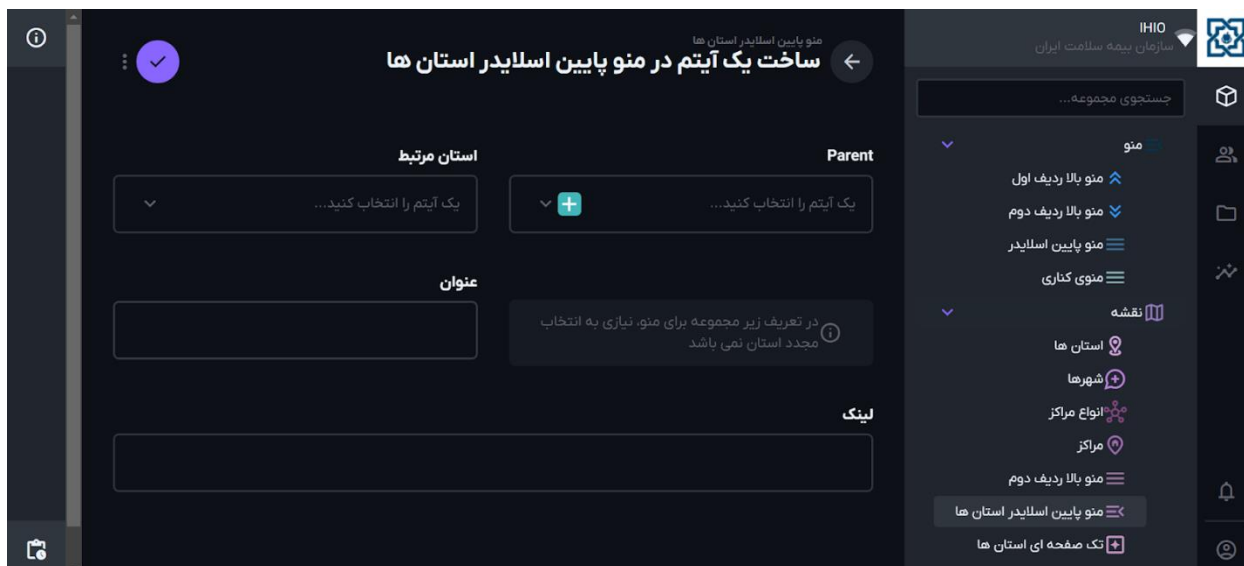 IHIO
سازمان بیمه سلامت ایران
جستجوی مجموعه...
منو
منو بالا ردیف اول
منو بالا ردیف دوم
منو پایین اسلایدر
منوی کناری
نقشه
استان ها
شهرها
انواع مراکز
مراکز
منو بالا ردیف دوم
منو پایین اسلایدر استان ها
تک صفحه ای استان ها
منو پایین اسلایدر استان ها
ساخت یک آیتم در منو پایین اسلایدر استان ها
Parent
یک آیتم را انتخاب کنید...
استان مرتبط
یک آیتم را انتخاب کنید...
در تعریف زیر مجموعه برای منو، نیازی به انتخاب
مجدد استان نمی باشد
عنوان
لینک